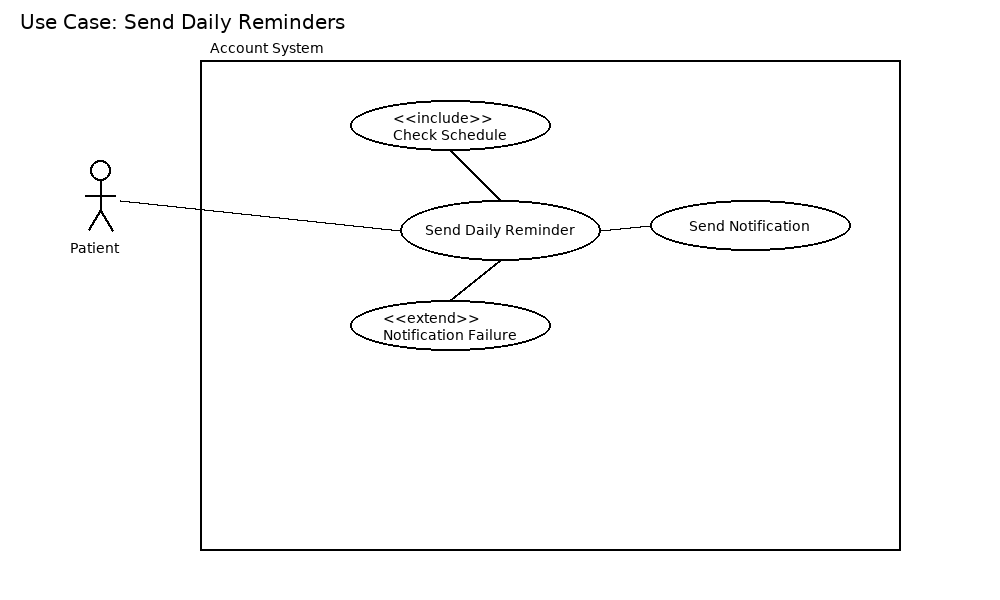 Use Case: Send Daily Reminders
Account System
<<include>>
Check Schedule
Patient
Send Daily Reminder
Send Notification
<<extend>>
Notification Failure